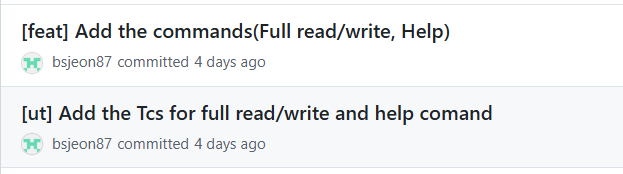 [feat] Add the commands(Full read/write, Help)
bsjeon87 committed 4 days ago
[ut] Add the Tcs for full read/write and help comand
bsjeon87 committed 4 days ago